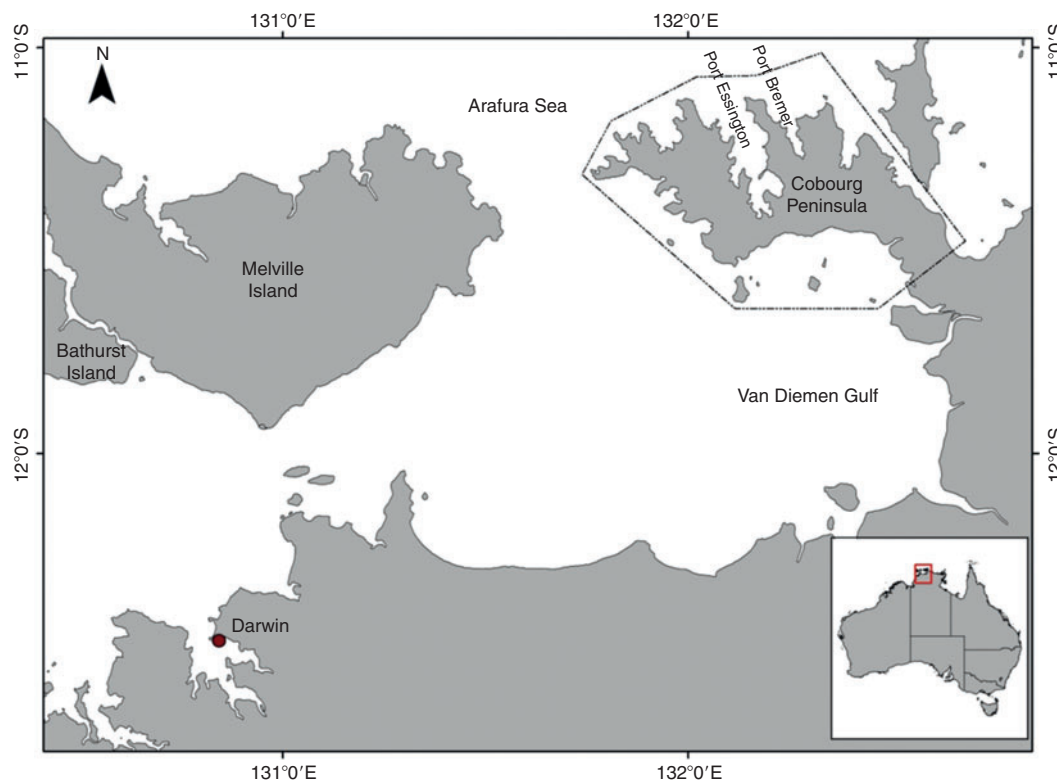 131°0′E
132°0′E
11°0′S
11°0′S
N
Arafura Sea
Port Essington
Port Bremer
Cobourg
Peninsula
Melville
Island
Bathurst
Island
Van Diemen Gulf
12°0′S
12°0′S
Darwin
131°0′E
132°0′E